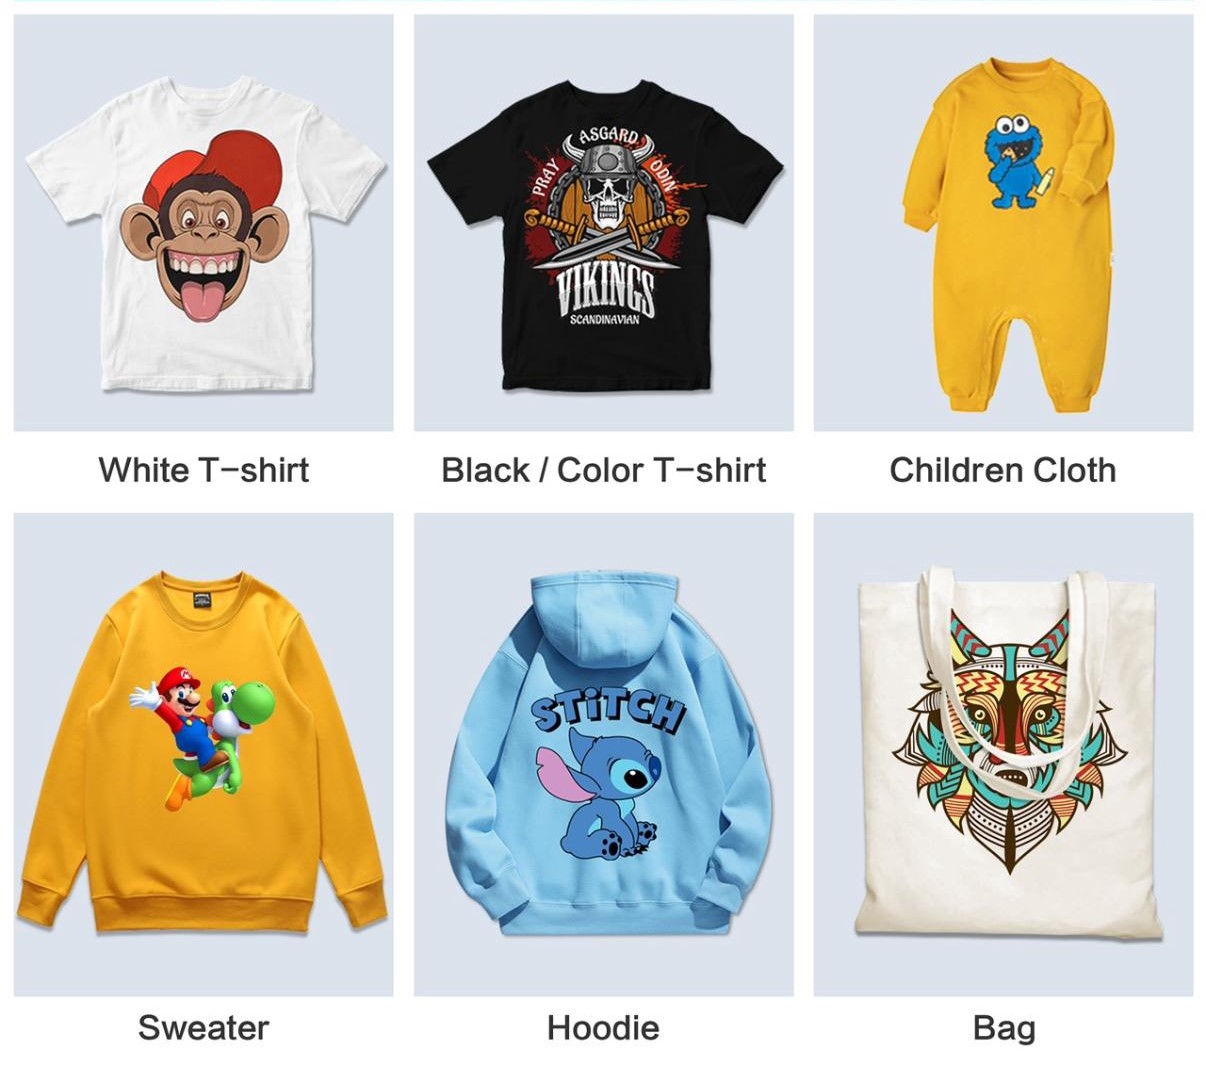 ASGARD
PRAY
ODIN
VIKINGS
SCANDINAVIAN
White T-shirt
Black / Color T-shirt
Children Cloth
STiTCH
M
Sweater
Hoodie
Bag